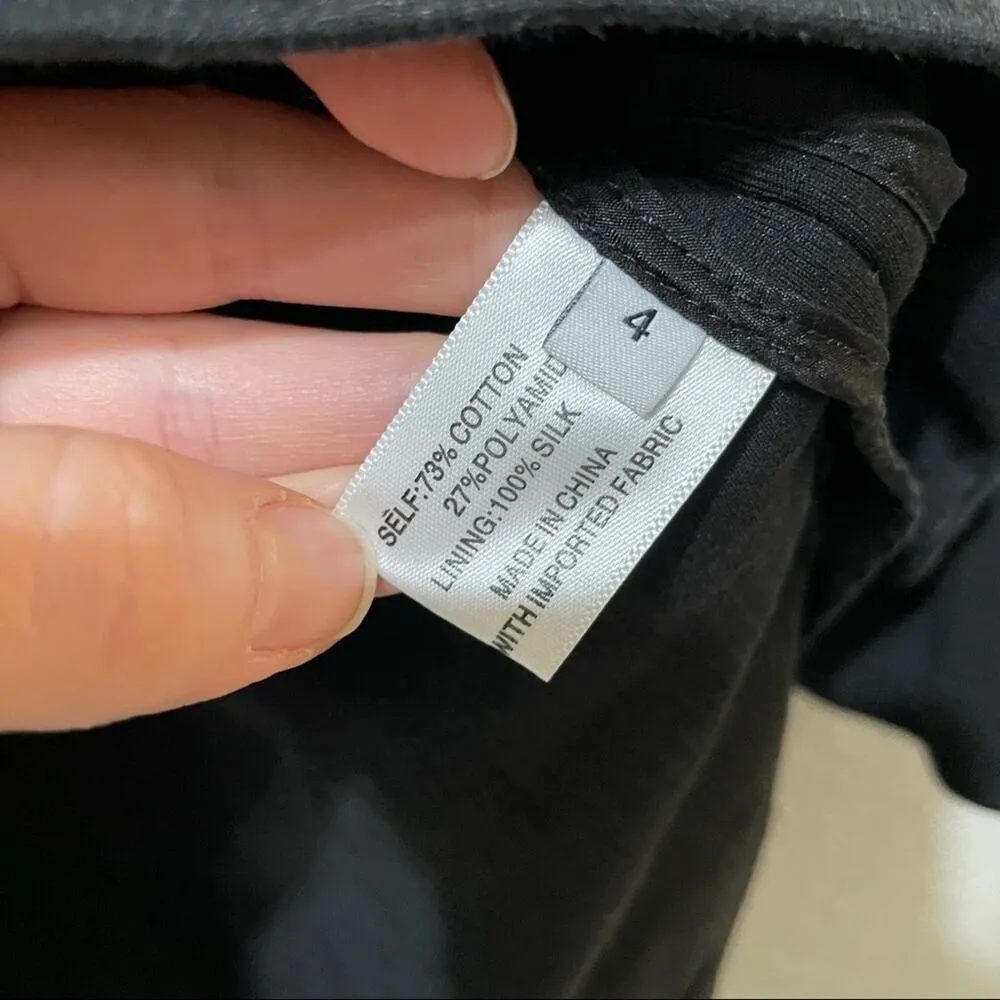 4
SELF:73% COTTON
27%POLYAMID
LINING:100% SILK
MADE IN CHINA
WITH IMPORTED FABRIC